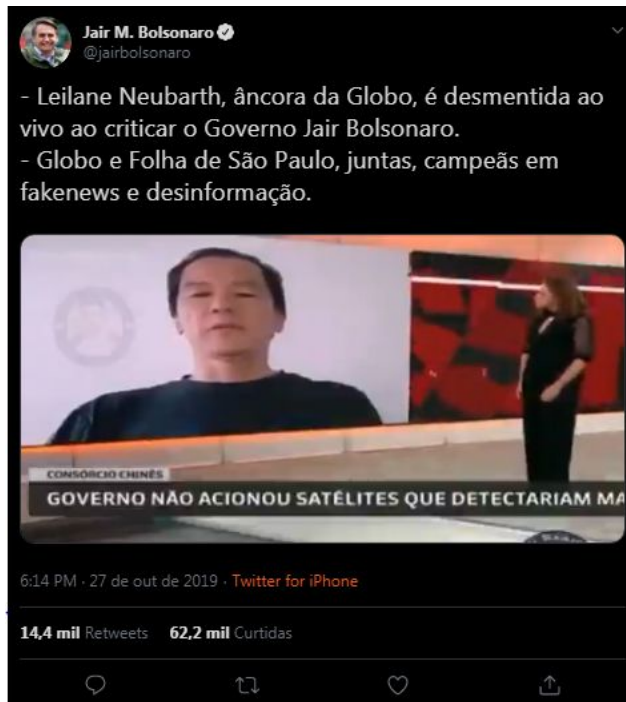 Jair M. Bolsonaro
@jairbolsonaro
- Leilane Neubarth, âncora da Globo, é desmentida ao
vivo ao criticar o Governo Jair Bolsonaro.
- Globo e Folha de São Paulo, juntas, campeãs em
fakenews e desinformação.
CONSÓRCIO CHINÊS
GOVERNO NÃO ACIONOU SATÉLITES QUE DETECTARIAM MA
6:14 PM · 27 de out de 2019 · Twitter for iPhone
14,4 mil Retweets 62,2 mil Curtidas